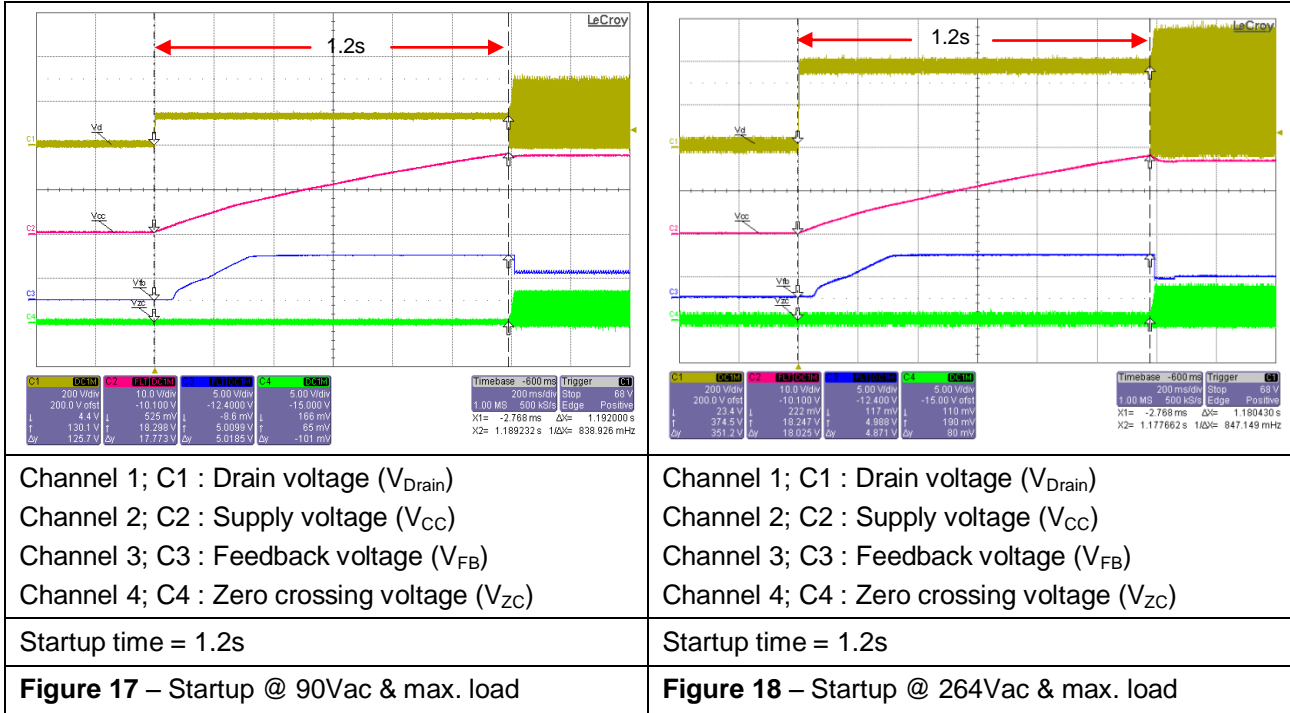 LeCroy
1.2s
Vd
C1
Vcc
C2
Vfb
C3
Vzc
C4
C1 DC1M
200 V/div
200.0 V ofst
↓ 4.4 V
↑ 130.1 V
Δy 125.7 V
C2 FLT DC1M
10.0 V/div
-10.100 V
↓ 525 mV
↑ 18.298 V
Δy 17.773 V
5.00 V/div
-12.4000 V
↓ -8.6 mV
↑ 5.0099 V
Δy 5.0185 V
C4 DC1M
5.00 V/div
-15.000 V
↓ 166 mV
↑ 65 mV
Δy -101 mV
Timebase -600 ms
200 ms/div
1.00 MS 500 kS/s
Trigger C1
Stop 68 V
Edge Positive
X1= -2.768 ms ΔX= 1.192000 s
X2= 1.189232 s 1/ΔX= 838.926 mHz
LeCroy
1.2s
Vd
C1
Vcc
C2
Vfb
C3
Vzc
C4
C1 DC1M
200 V/div
200.0 V ofst
↓ 23.4 V
↑ 374.5 V
Δy 351.2 V
C2 FLT DC1M
10.0 V/div
-10.100 V
↓ 222 mV
↑ 18.247 V
Δy 18.025 V
5.00 V/div
-12.4000 V
↓ 117 mV
↑ 4.988 V
Δy 4.871 V
C4 DC1M
5.00 V/div
-15.00 V ofst
↓ 110 mV
↑ 190 mV
Δy 80 mV
Timebase -600 ms
200 ms/div
1.00 MS 500 kS/s
Trigger C1
Stop 68 V
Edge Positive
X1= -2.768 ms ΔX= 1.180430 s
X2= 1.177662 s 1/ΔX= 847.149 mHz
Channel 1; C1 : Drain voltage (VDrain)
Channel 2; C2 : Supply voltage (VCC)
Channel 3; C3 : Feedback voltage (VFB)
Channel 4; C4 : Zero crossing voltage (VZC)
Channel 1; C1 : Drain voltage (VDrain)
Channel 2; C2 : Supply voltage (VCC)
Channel 3; C3 : Feedback voltage (VFB)
Channel 4; C4 : Zero crossing voltage (VZC)
Startup time = 1.2s
Startup time = 1.2s
Figure 17 – Startup @ 90Vac & max. load
Figure 18 – Startup @ 264Vac & max. load